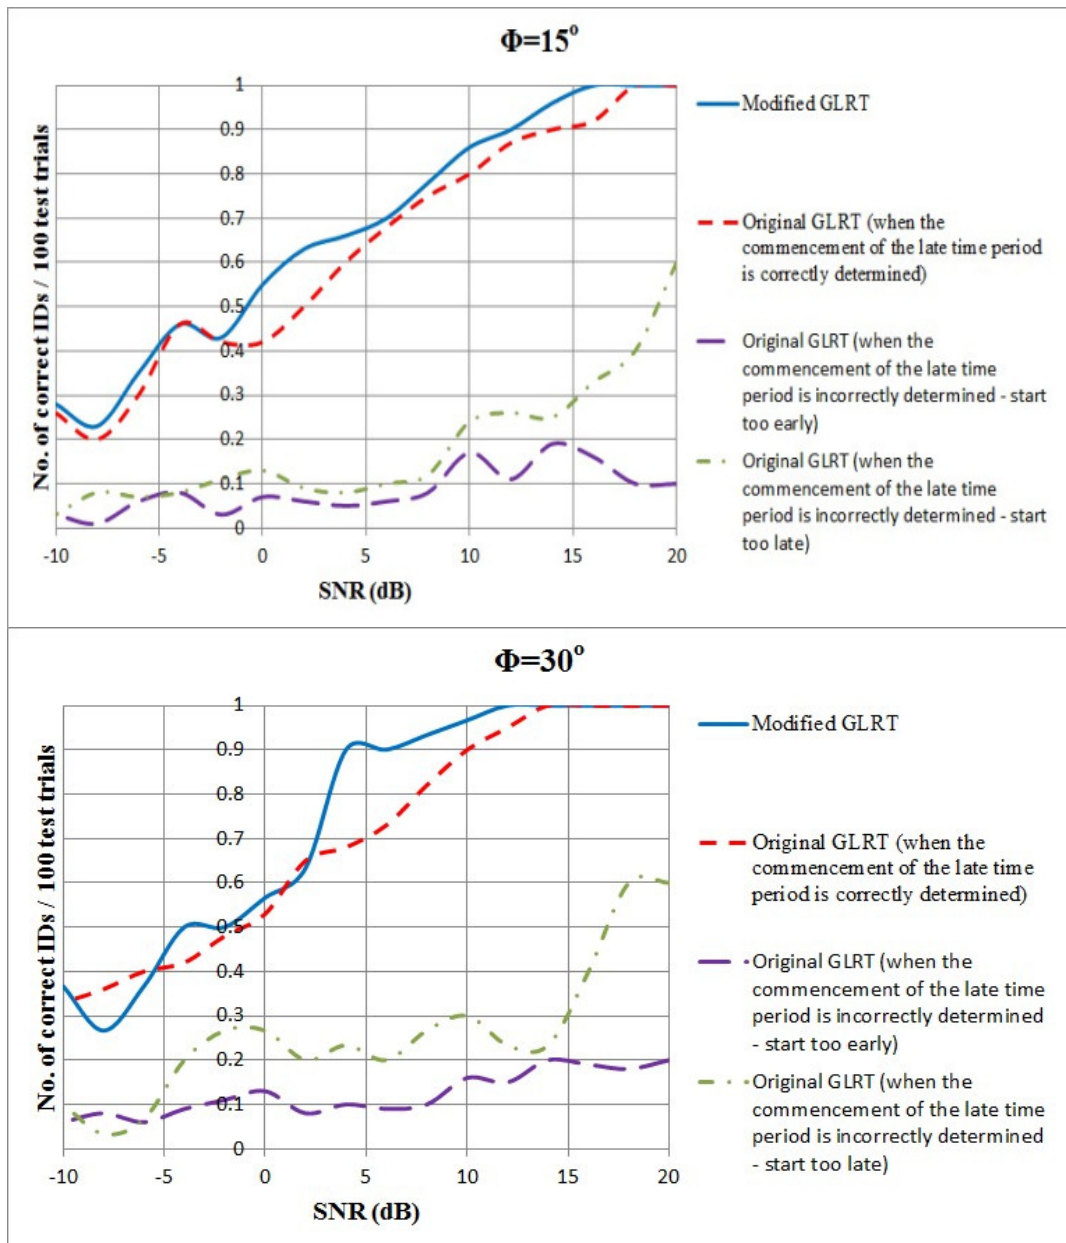 Φ=15°
No. of correct IDs / 100 test trials
1
0.9
0.8
0.7
0.6
0.5
0.4
0.3
0.2
0.1
0
-10 -5 0 5 10 15 20
SNR (dB)
Modified GLRT
Original GLRT (when the
commencement of the late time period
is correctly determined)
Original GLRT (when the
commencement of the late time
period is incorrectly determined - start
too early)
Original GLRT (when the
commencement of the late time
period is incorrectly determined - start
too late)
Φ=30°
No. of correct IDs / 100 test trials
1
0.9
0.8
0.7
0.6
0.5
0.4
0.3
0.2
0.1
0
-10 -5 0 5 10 15 20
SNR (dB)
Modified GLRT
Original GLRT (when the
commencement of the late time
period is correctly determined)
Original GLRT (when the
commencement of the late time
period is incorrectly determined
- start too early)
Original GLRT (when the
commencement of the late time
period is incorrectly determined
- start too late)